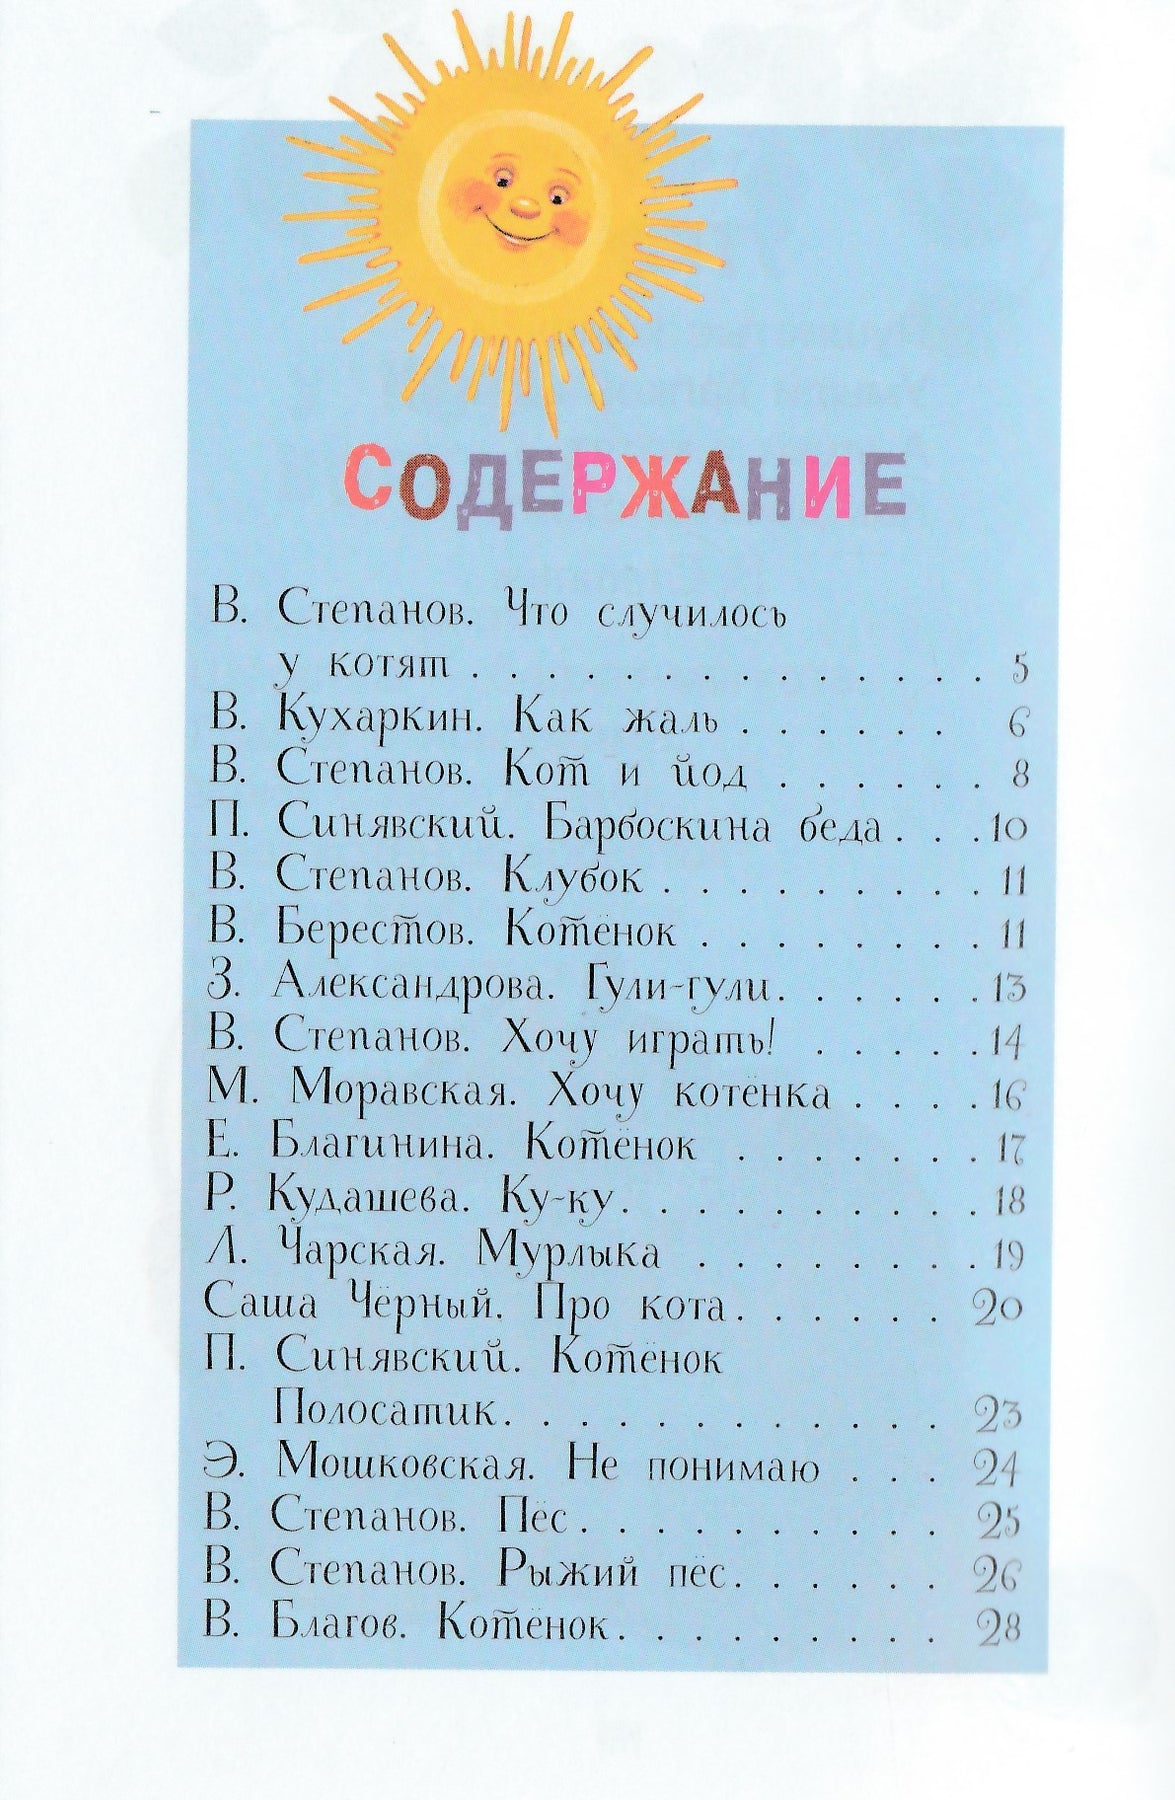 СОДЕРЖАНИЕ
В. Степанов. Что случилось
у котят . . . . . . . . . . . . . . 5
В. Кухаркин. Как жаль . . . . . . 6
В. Степанов. Кот и йод . . . . . . 8
П. Синявский. Барбоскина беда . . . 10
В. Степанов. Клубок . . . . . . . . . 11
В. Берестов. Котёнок . . . . . . . . 11
З. Александрова. Гули-гули. . . . . . 13
В. Степанов. Хочу играть! . . . . . 14
М. Моравская. Хочу котёнка . . . . 16
Е. Благинина. Котёнок . . . . . . . 17
Р. Кудашева. Ку-ку. . . . . . . . . . 18
Л. Чарская. Мурлыка . . . . . . . . 19
Саша Чёрный. Про кота. . . . . . 20
П. Синявский. Котёнок
Полосатик. . . . . . . . . . . . 23
Э. Мошковская. Не понимаю . . . 24
В. Степанов. Пёс. . . . . . . . . . 25
В. Степанов. Рыжий пёс. . . . . . 26
В. Благов. Котёнок. . . . . . . . . 28